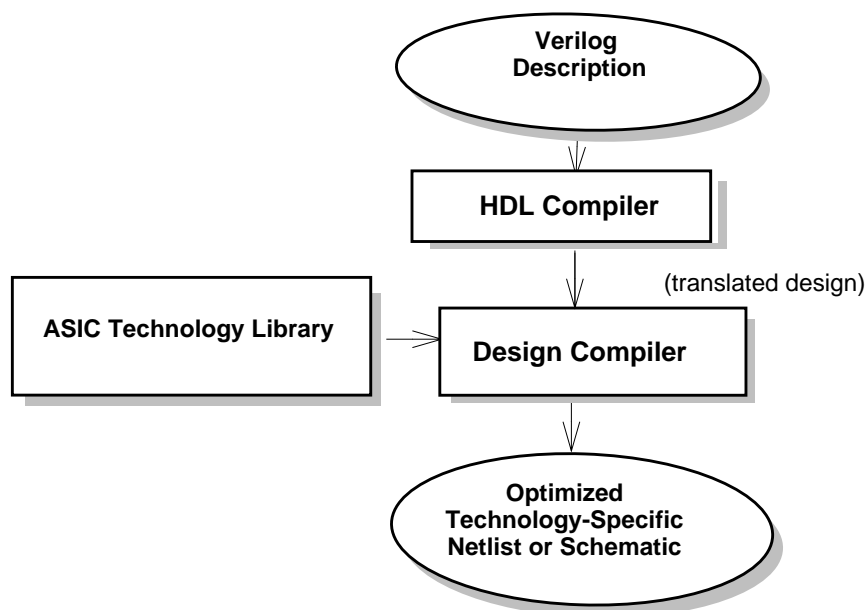 Verilog
Description
HDL Compiler
(translated design)
ASIC Technology Library
Design Compiler
Optimized
Technology-Specific
Netlist or Schematic